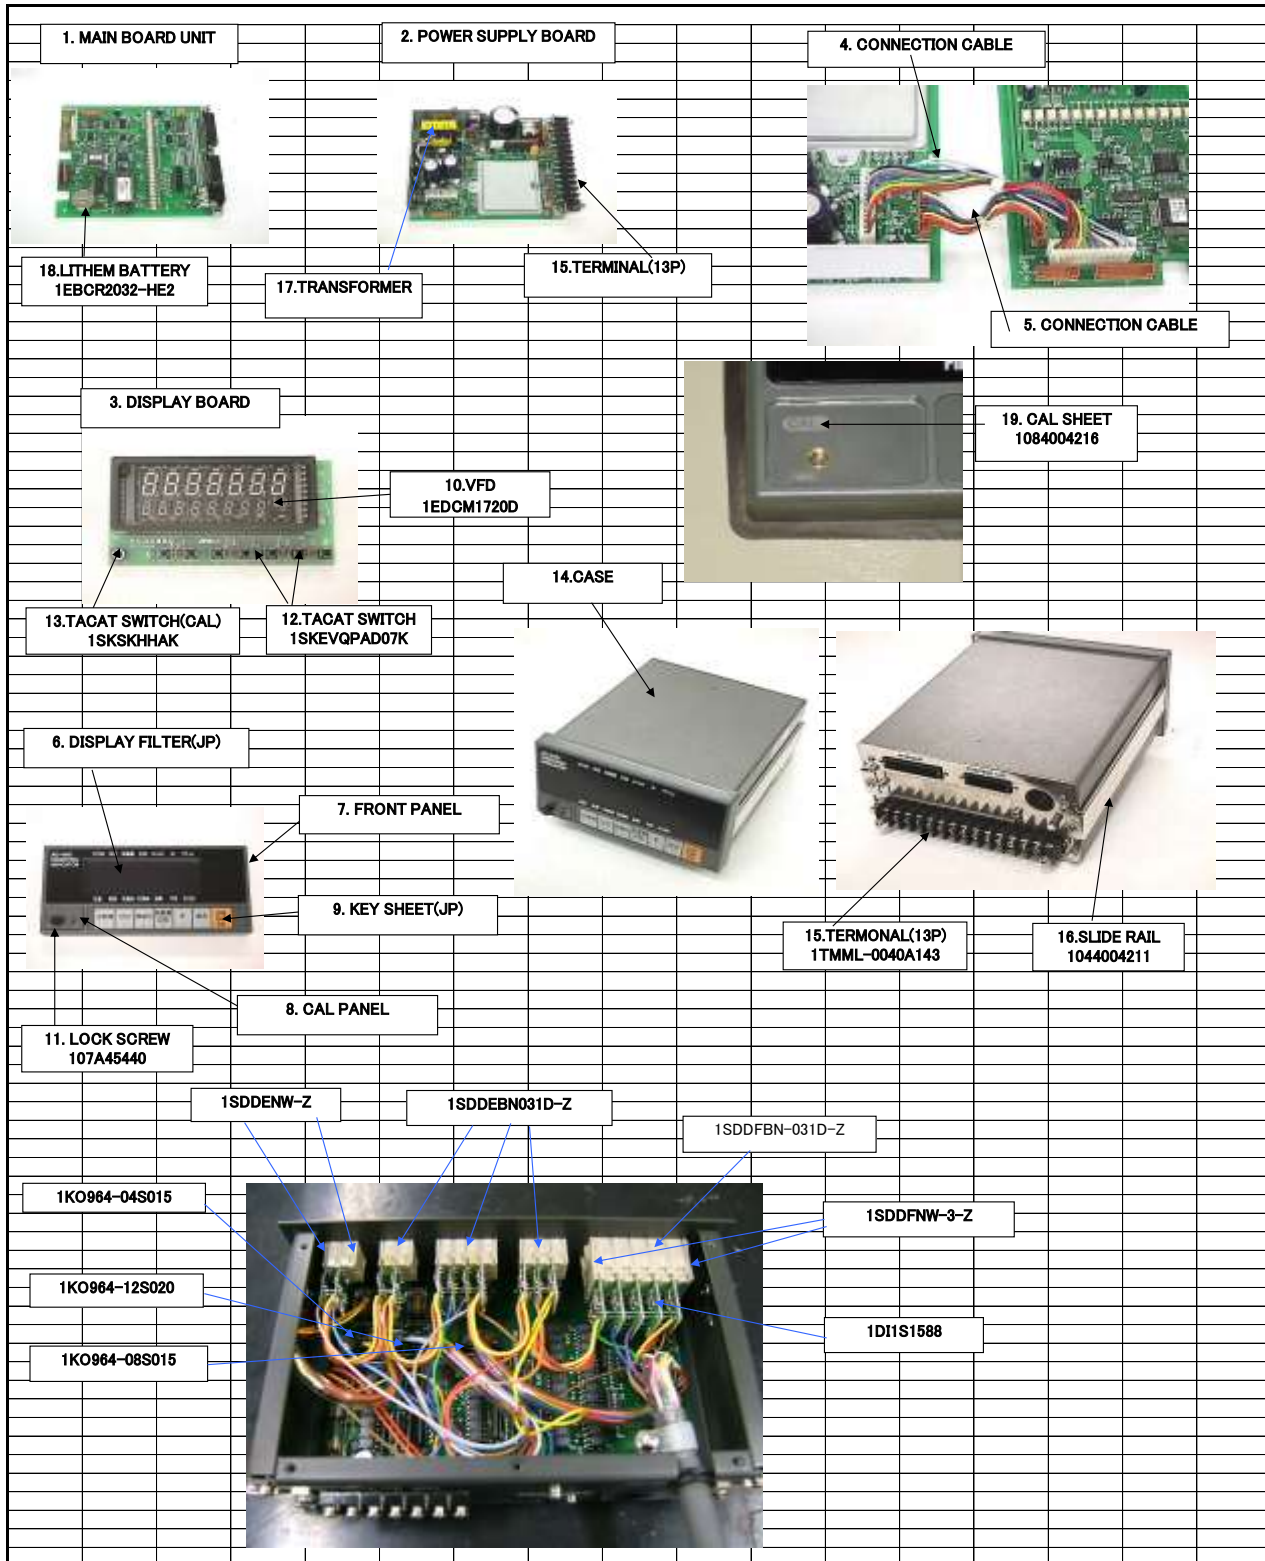 1. MAIN BOARD UNIT
2. POWER SUPPLY BOARD
4. CONNECTION CABLE
18.LITHEM BATTERY
1EBCR2032-HE2
17.TRANSFORMER
15.TERMINAL(13P)
5. CONNECTION CABLE
3. DISPLAY BOARD
19. CAL SHEET
1084004216
10.VFD
1EDCM1720D
14.CASE
13.TACAT SWITCH(CAL)
1SKSKHHAK
12.TACAT SWITCH
1SKEVQPAD07K
6. DISPLAY FILTER(JP)
7. FRONT PANEL
9. KEY SHEET(JP)
15.TERMONAL(13P)
1TMML-0040A143
16.SLIDE RAIL
1044004211
8. CAL PANEL
11. LOCK SCREW
107A45440
1SDDENW-Z
1SDDEBN031D-Z
1SDDFBN-031D-Z
1KO964-04S015
1SDDFNW-3-Z
1KO964-12S020
1DI1S1588
1KO964-08S015